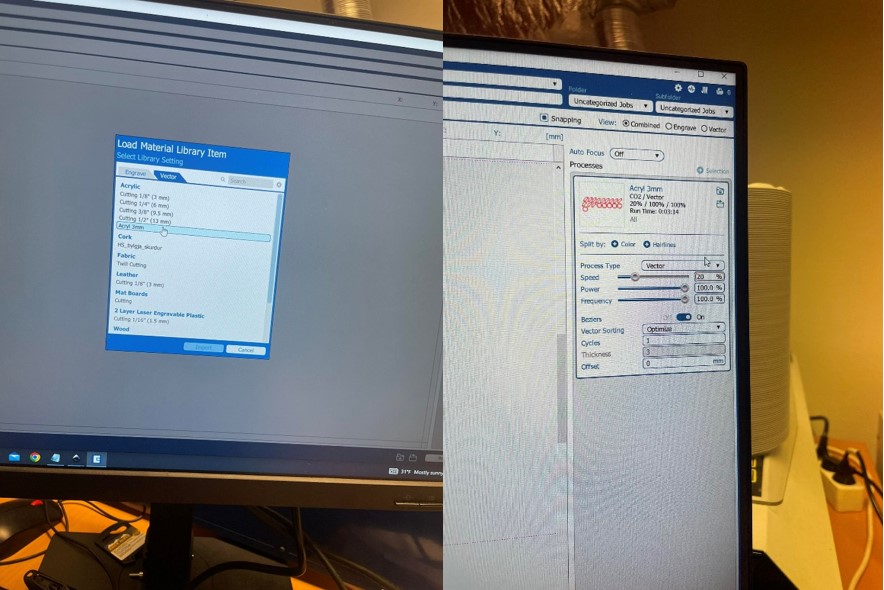 Load Material Library Item
Select Library Setting
Engrave
Vector
Search
Acrylic
Cutting 1/8" (3 mm)
Cutting 1/4" (6 mm)
Cutting 3/8" (9.5 mm)
Cutting 1/2" (13 mm)
Acryl 3mm
Cork
HS_bylgja_skurdur
Fabric
Twill Cutting
Leather
Cutting 1/8" (3 mm)
Mat Boards
Cutting
2 Layer Laser Engravable Plastic
Cutting 1/16" (1.5 mm)
Wood
Cancel
31°F Mostly sunny
Folder
Uncategorized Jobs
SubFolder
Uncategorized Jobs
Snapping
View:
Combined
Engrave
Vector
Y:
[mm]
Auto Focus
Off
Processes
Selection
Acryl 3mm
CO2 / Vector
20% / 100% / 100%
Run Time: 0:03:14
All
Split by:
Color
Hairlines
Process Type
Vector
Speed
20 %
Power
100.0 %
Frequency
100.0 %
Beziers
Off
On
Vector Sorting
Optimize
Cycles
1
Thickness
3
Offset
0
mm